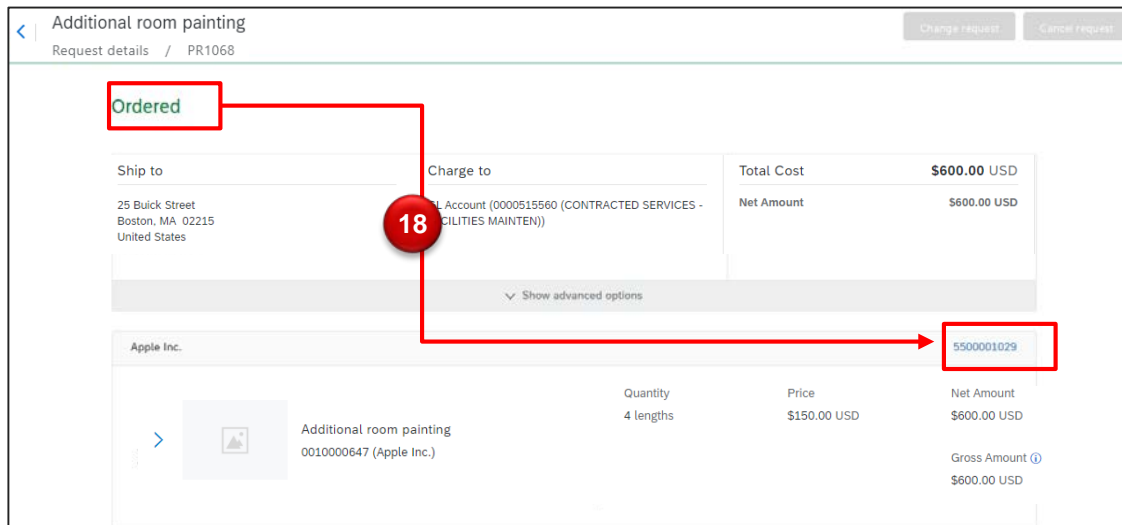 Additional room painting
Change request
Cancel request
Request details / PR1068
Ordered
Ship to
Charge to
Total Cost
$600.00 USD
25 Buick Street
Boston, MA 02215
United States
GL Account (0000515560 (CONTRACTED SERVICES -
FACILITIES MAINTEN))
Net Amount
$600.00 USD
18
Show advanced options
Apple Inc.
5500001029
Quantity
4 lengths
Price
$150.00 USD
Net Amount
$600.00 USD
Additional room painting
0010000647 (Apple Inc.)
Gross Amount
$600.00 USD